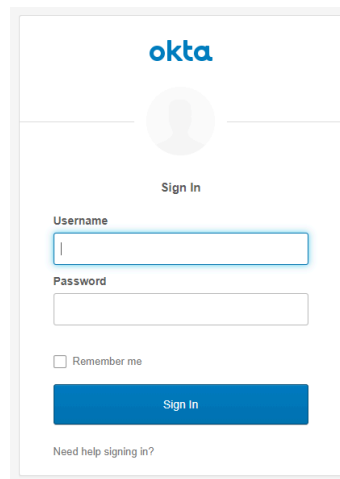 okta
Sign In
Username
Password
Remember me
Sign In
Need help signing in?